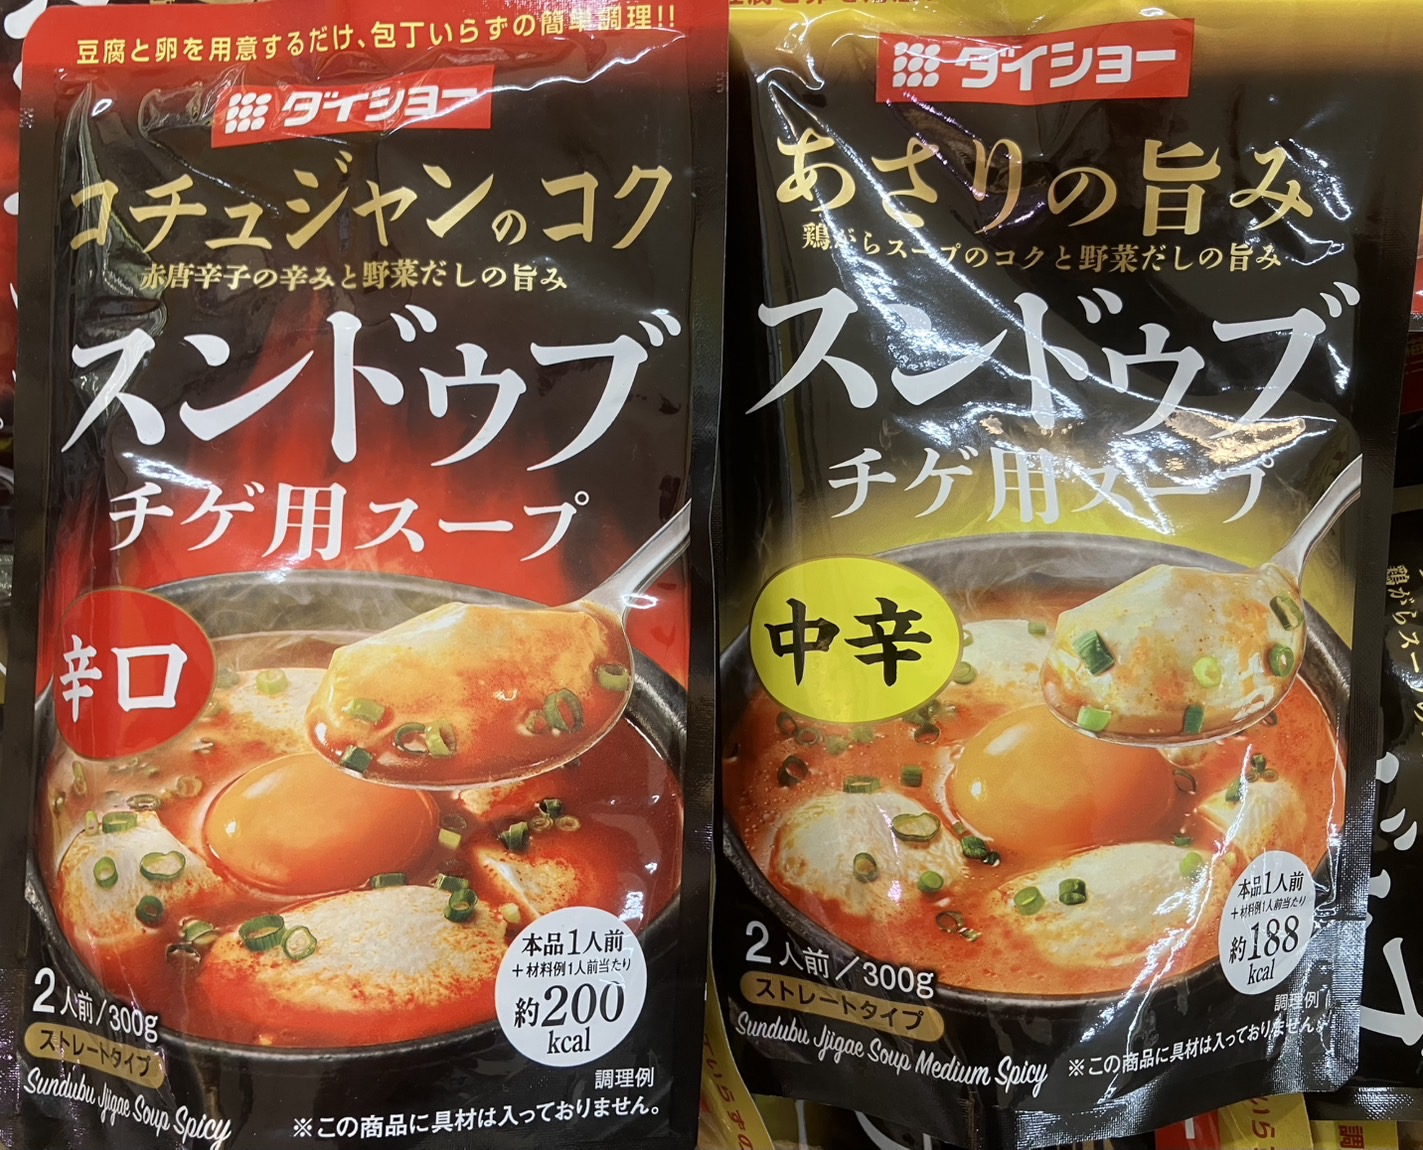 豆腐と卵を用意するだけ、包丁いらずの簡単調理!!
ダイショー
コチュジャンのコク
赤唐辛子の辛みと野菜だしの旨み
スンドゥブ
チゲ用スープ
辛口
本品1人前
+材料例1人前当たり
約200
kcal
2人前/300g
ストレートタイプ
調理例
Sundubu Jjigae Soup Spicy
※この商品に具材は入っておりません。
ダイショー
あさりの旨み
鶏がらスープのコクと野菜だしの旨み
スンドゥブ
チゲ用スープ
中辛
本品1人前
+材料例1人前当たり
約188
kcal
2人前/300g
ストレートタイプ
調理例
Sundubu Jjigae Soup Medium Spicy
※この商品に具材は入っておりません。
鶏がらス